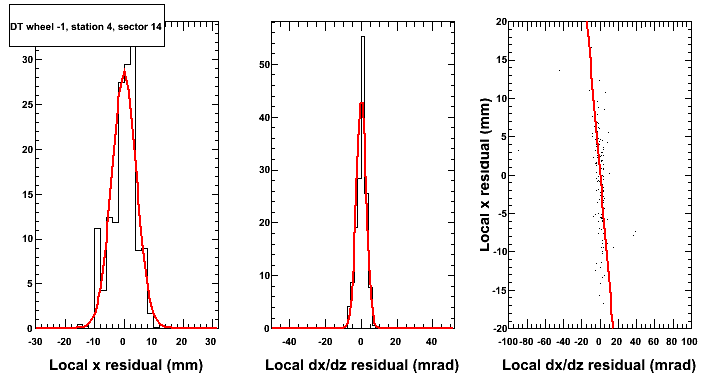 DT wheel -1, station 4, sector 14
30
25
20
15
10
5
0
-30 -20 -10 0 10 20 30
Local x residual (mm)
50
40
30
20
10
0
-40 -20 0 20 40
Local dx/dz residual (mrad)
Local x residual (mm)
20
15
10
5
0
-5
-10
-15
-20
-100 -80 -60 -40 -20 0 20 40 60 80 100
Local dx/dz residual (mrad)